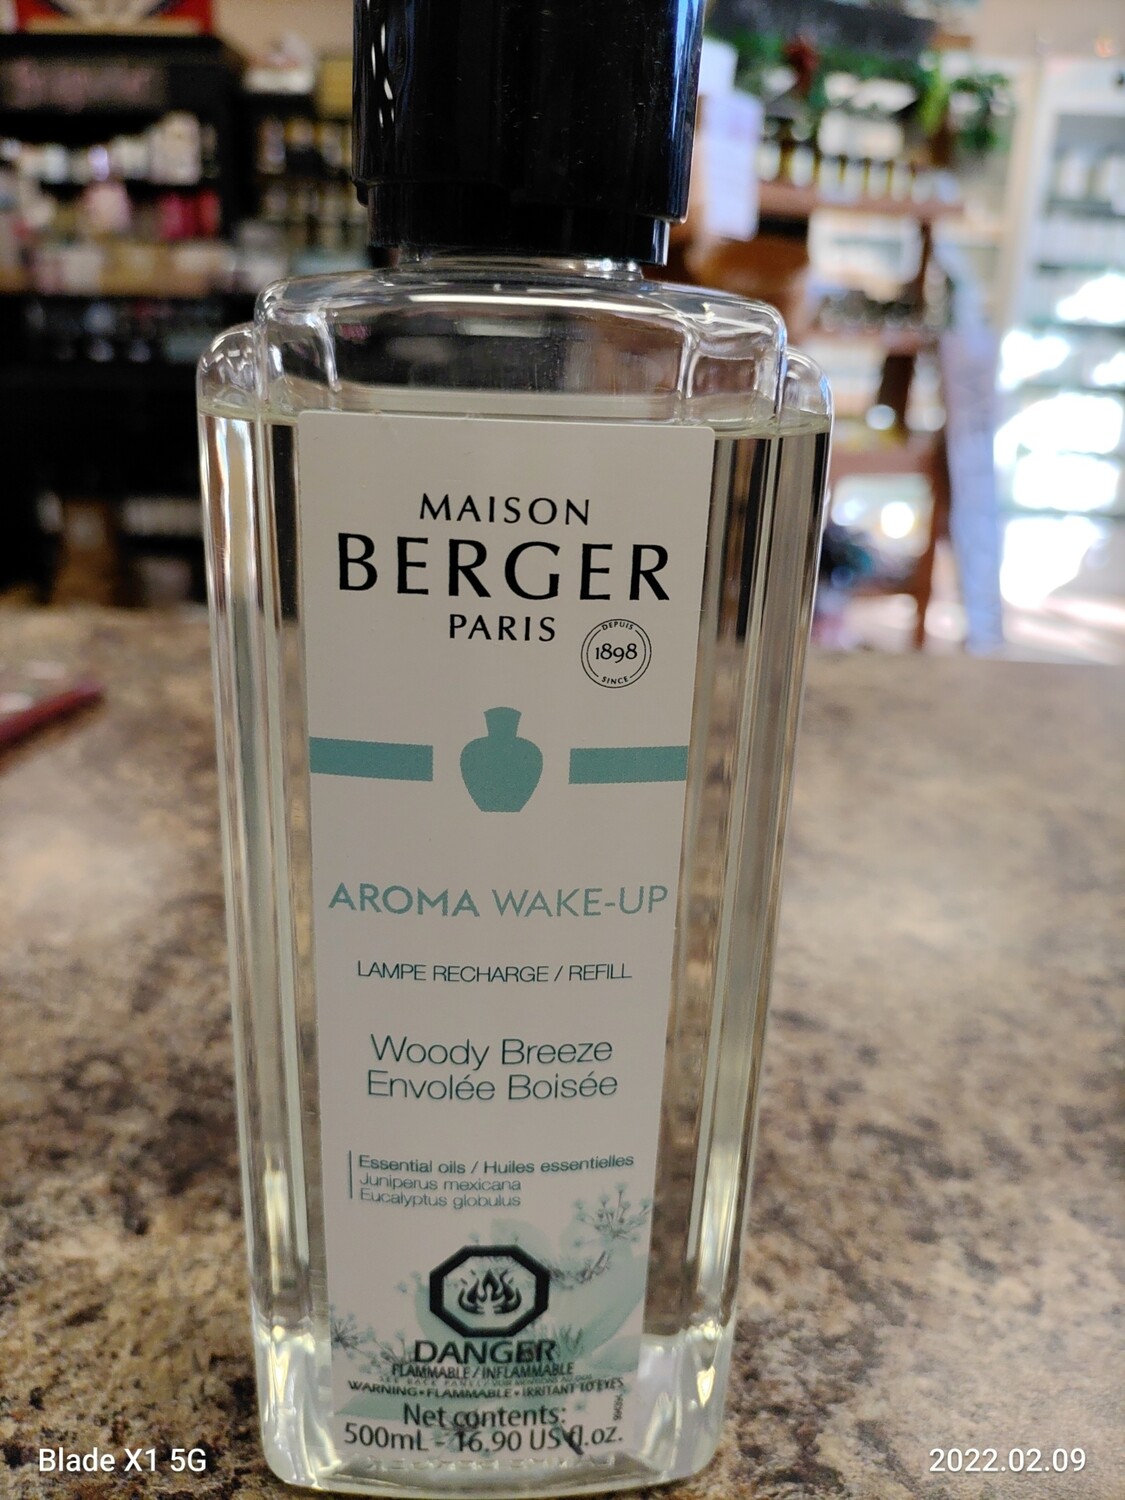 MAISON
BERGER
PARIS
DEPUIS
1898
SINCE
AROMA WAKE-UP
LAMPE RECHARGE / REFILL
Woody Breeze
Envolée Boisée
Essential oils / Huiles essentielles
Juniperus mexicana
Eucalyptus globulus
DANGER
FLAMMABLE / INFLAMMABLE
WARNING • FLAMMABLE • IRRITANT TO EYES
Net contents:
500mL - 16.90 US fl.oz.
Blade X1 5G
2022.02.09